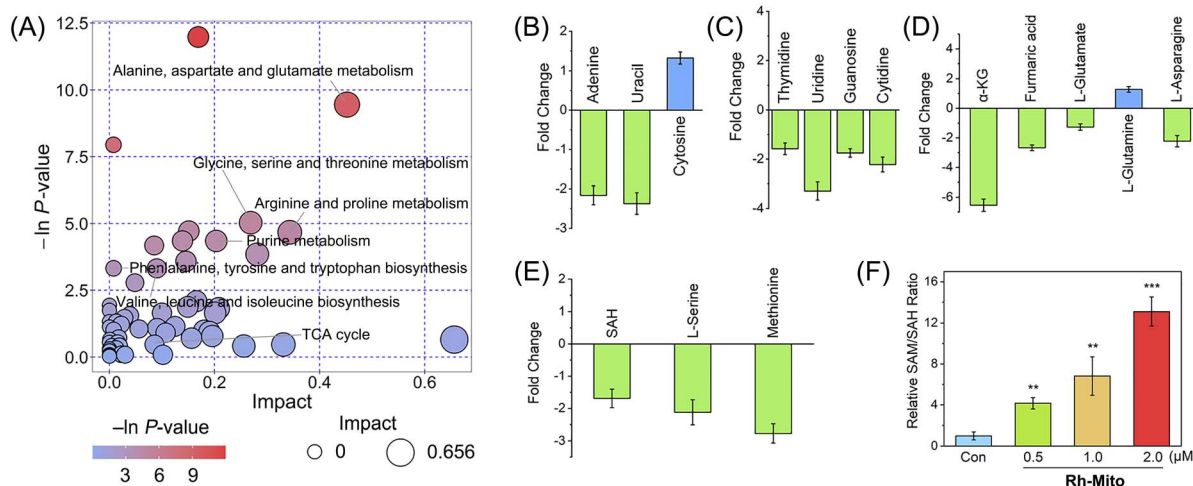 (A)
12.5
10.0
7.5
5.0
2.5
0.0
–ln P-value
Alanine, aspartate and glutamate metabolism
Glycine, serine and threonine metabolism
Arginine and proline metabolism
Purine metabolism
Phenlalanine, tyrosine and tryptophan biosynthesis
Valine, leucine and isoleucine biosynthesis
TCA cycle
0.0
0.2
0.4
0.6
Impact
–ln P-value
3
6
9
Impact
0
0.656
(B)
Fold Change
2
1
0
-1
-2
-3
Adenine
Uracil
Cytosine
(C)
Fold Change
4
2
0
-2
-4
Thymidine
Uridine
Guanosine
Cytidine
(D)
Fold Change
4
2
0
-2
-4
-6
α-KG
Furmaric acid
L-Glutamate
L-Glutamine
L-Asparagine
(E)
Fold Change
2
1
0
-1
-2
-3
SAH
L-Serine
Methionine
(F)
Relative SAM/SAH Ratio
16
12
8
4
0
**
**
***
Con
0.5
1.0
2.0
(μM
Rh-Mito